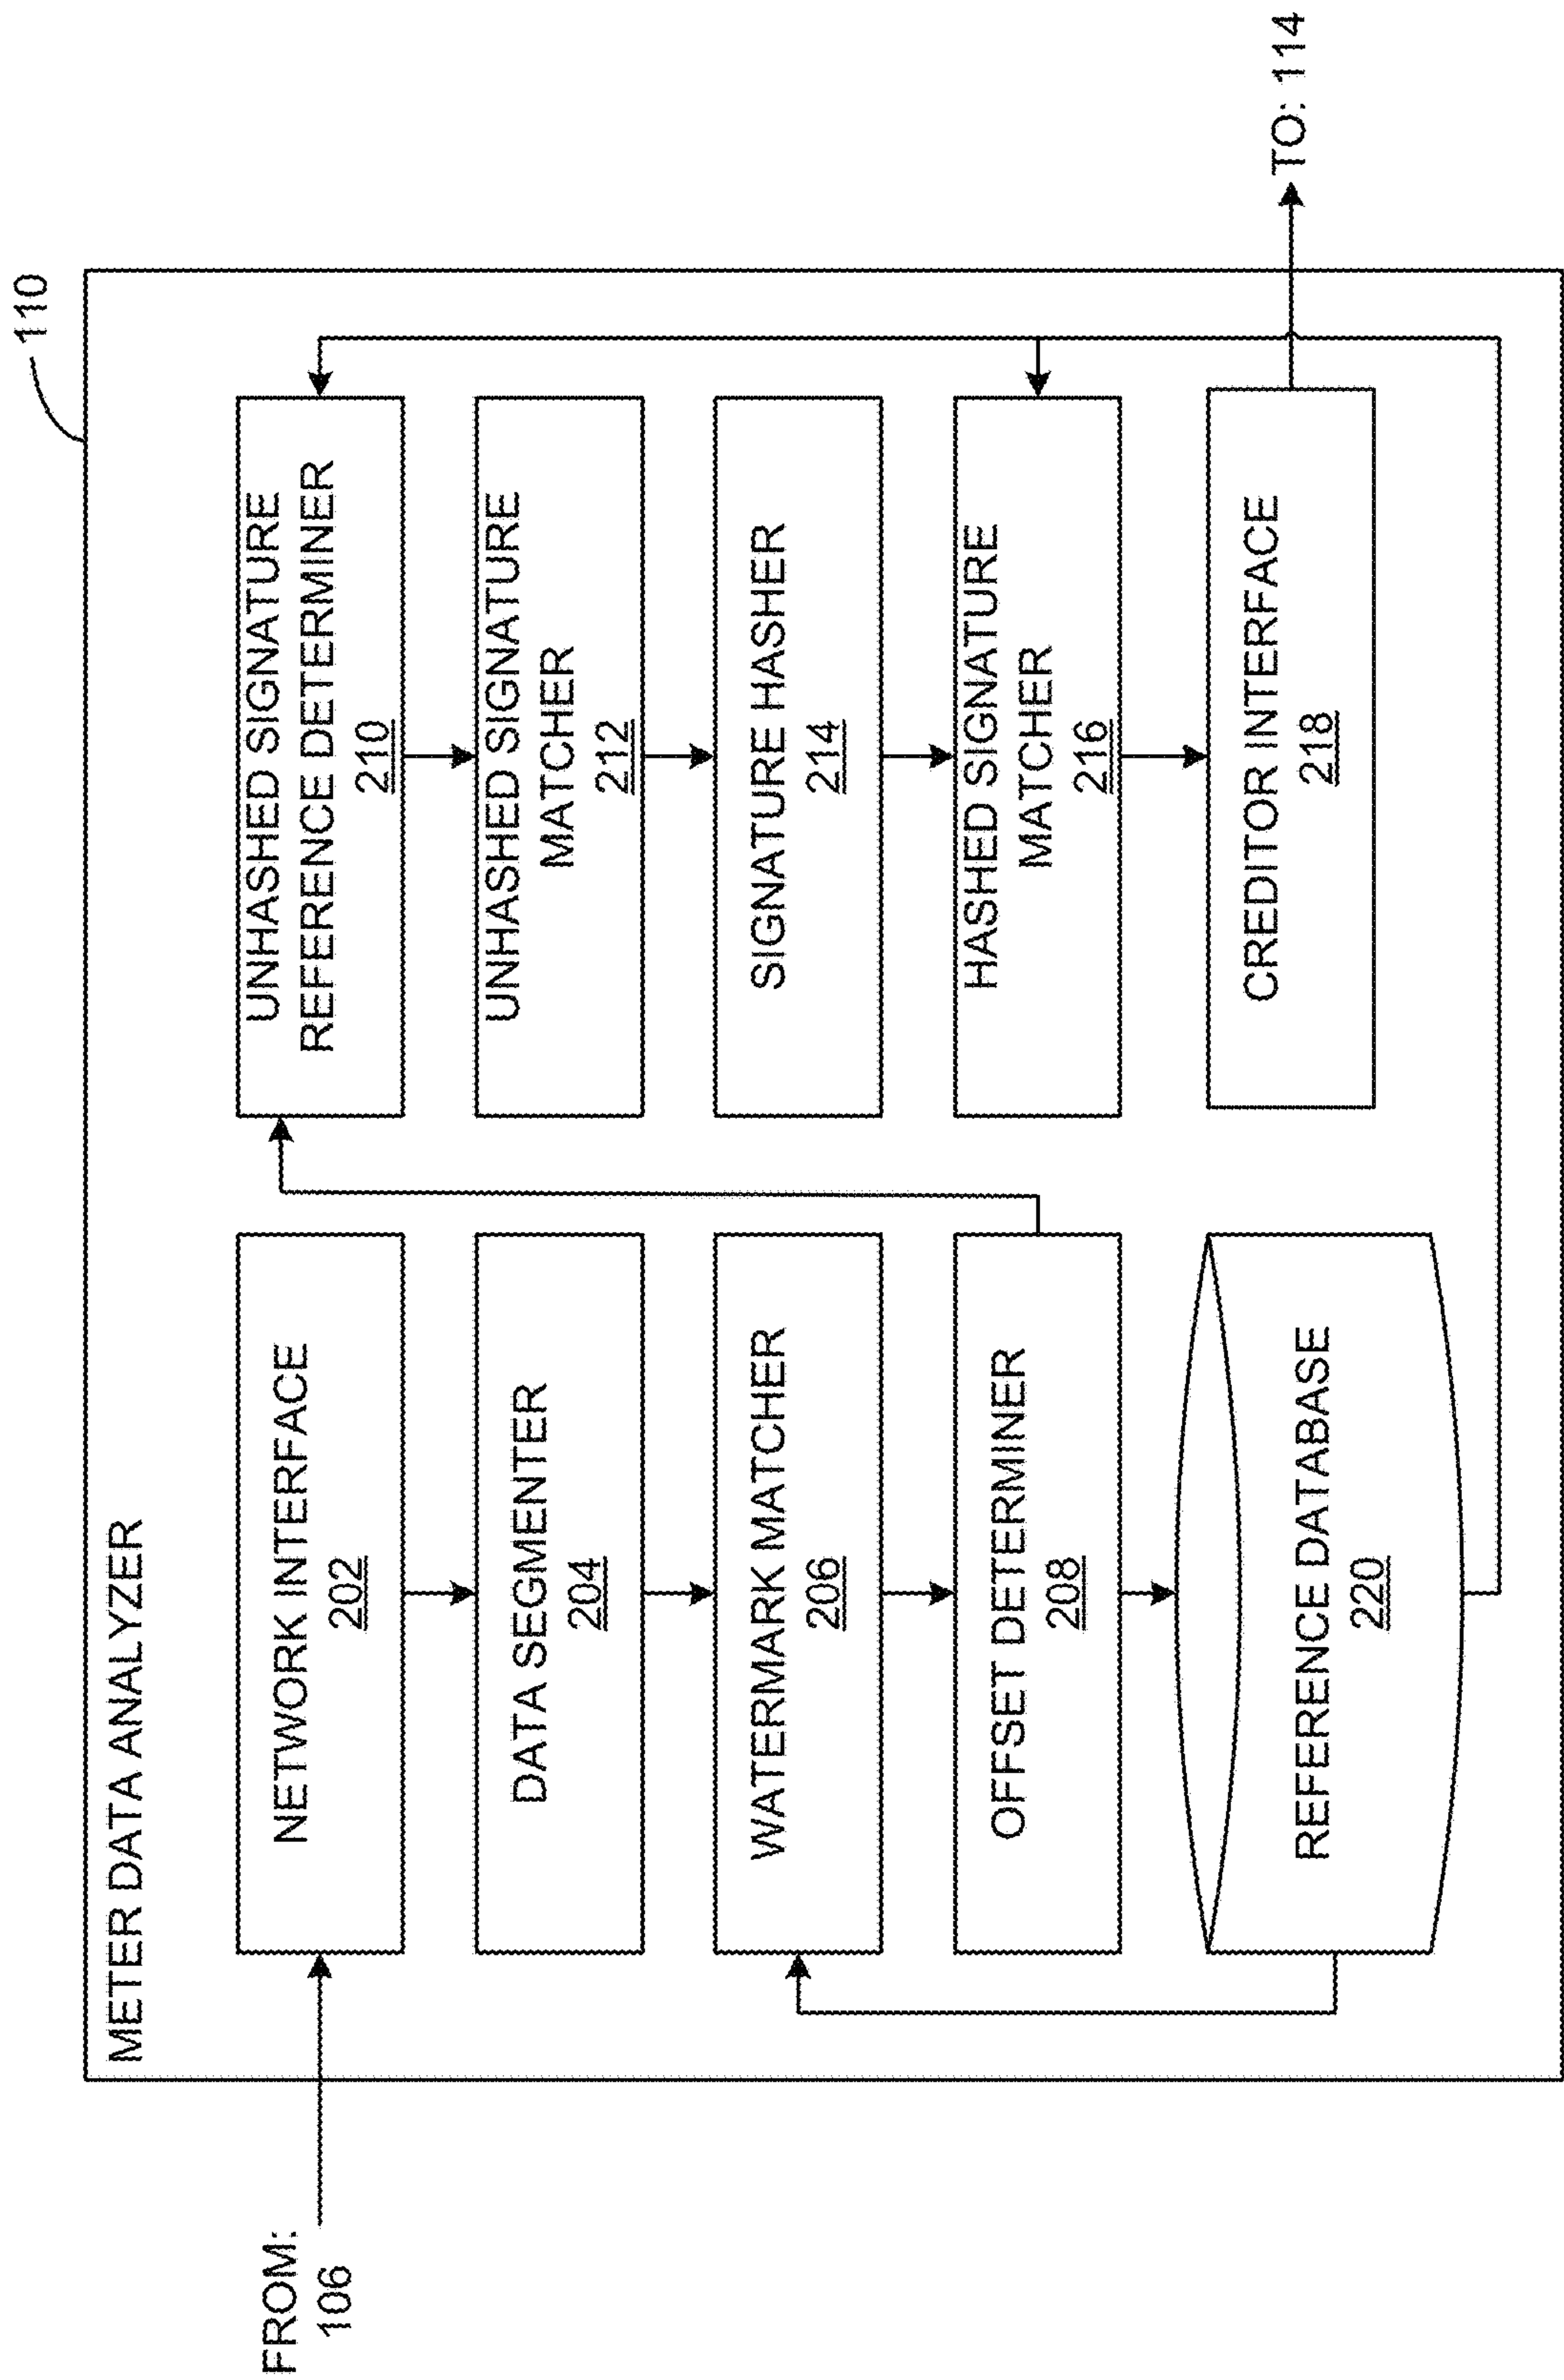 110
METER DATA ANALYZER
FROM:
106
NETWORK INTERFACE
202
DATA SEGMENTER
204
WATERMARK MATCHER
206
OFFSET DETERMINER
208
REFERENCE DATABASE
220
UNHASHED SIGNATURE
REFERENCE DETERMINER
210
UNHASHED SIGNATURE
MATCHER
212
SIGNATURE HASHER
214
HASHED SIGNATURE
MATCHER
216
CREDITOR INTERFACE
218
TO: 114